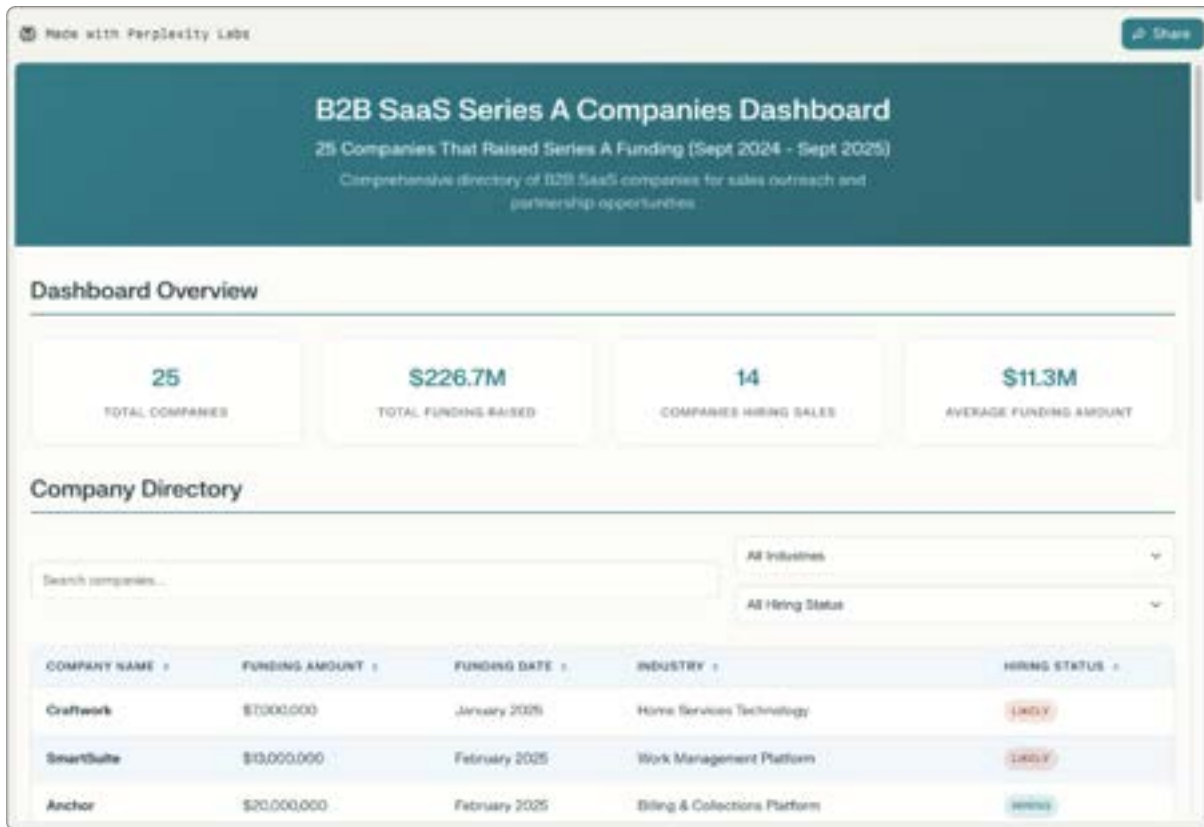 Made with Perplexity Labs
Share
B2B SaaS Series A Companies Dashboard
25 Companies That Raised Series A Funding (Sept 2024 - Sept 2025)
Comprehensive directory of B2B SaaS companies for sales outreach and
partnership opportunities
Dashboard Overview
25
TOTAL COMPANIES
$226.7M
TOTAL FUNDING RAISED
14
COMPANIES HIRING SALES
$11.3M
AVERAGE FUNDING AMOUNT
Company Directory
Search companies...
All Industries
All Hiring Status
COMPANY NAME FUNDING AMOUNT FUNDING DATE INDUSTRY HIRING STATUS
Craftwork $7,000,000 January 2025 Home Services Technology LIKELY
SmartSuite $13,000,000 February 2025 Work Management Platform LIKELY
Anchor $20,000,000 February 2025 Billing & Collections Platform HIRING